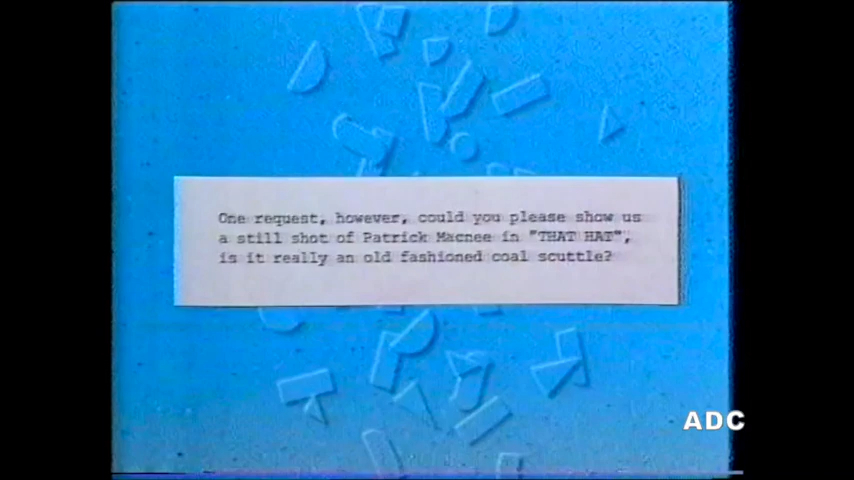 One request, however, could you please show us
a still shot of Patrick Macnee in "THAT HAT",
is it really an old fashioned coal scuttle?
ADC